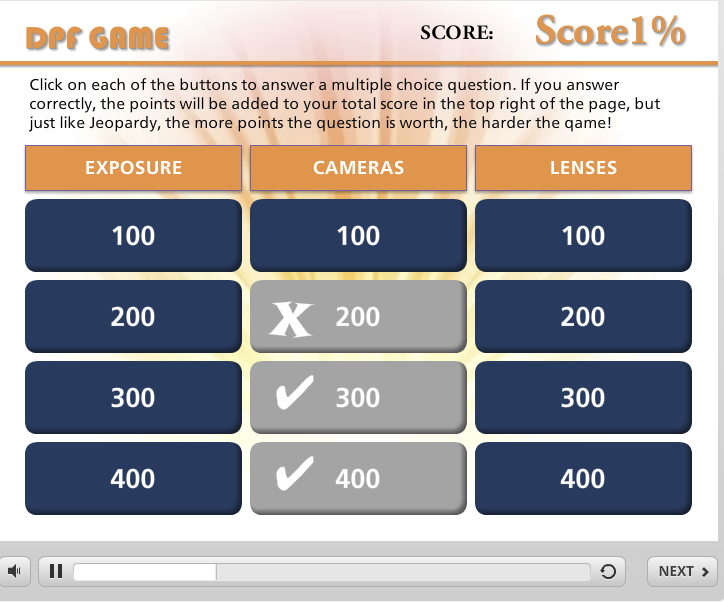 DPF GAME
SCORE:
Score1%
Click on each of the buttons to answer a multiple choice question. If you answer
correctly, the points will be added to your total score in the top right of the page, but
just like Jeopardy, the more points the question is worth, the harder the game!
EXPOSURE CAMERAS LENSES
100 100 100
200 X 200 200
300 ✔ 300 300
400 ✔ 400 400
NEXT